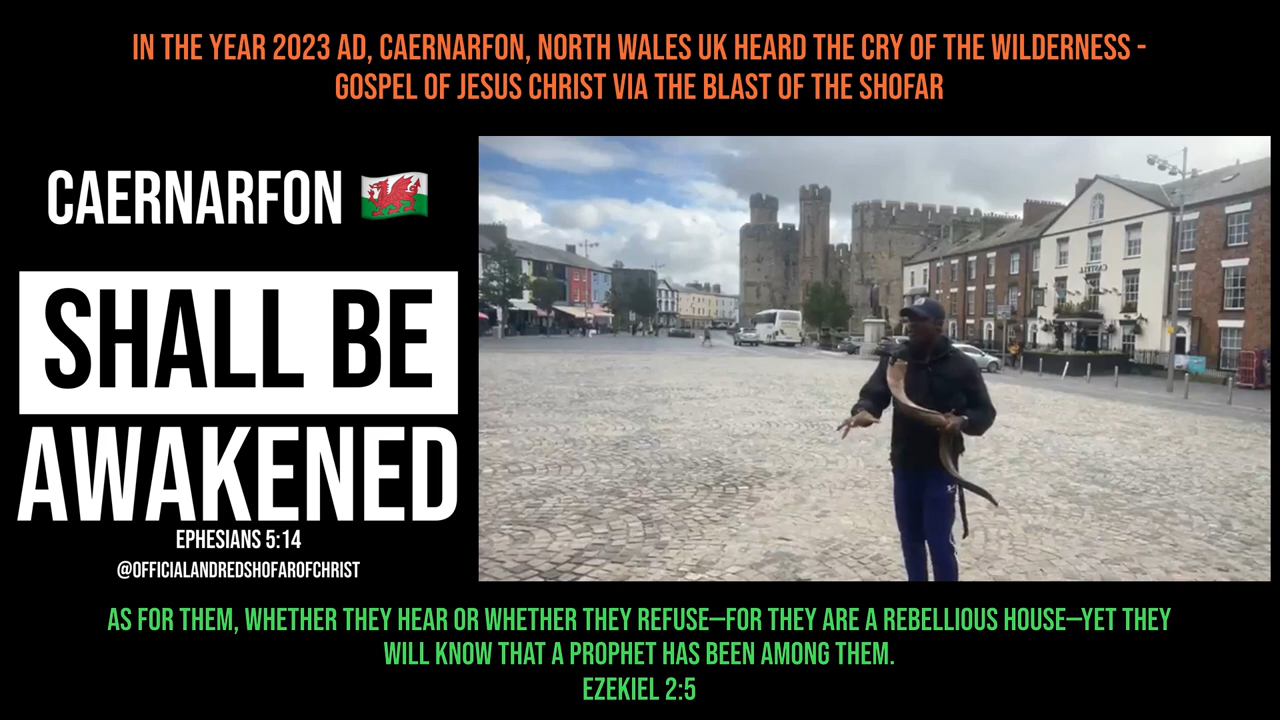 IN THE YEAR 2023 AD, CAERNARFON, NORTH WALES UK HEARD THE CRY OF THE WILDERNESS -
GOSPEL OF JESUS CHRIST VIA THE BLAST OF THE SHOFAR
CAERNARFON
SHALL BE
AWAKENED
EPHESIANS 5:14
@OFFICIALANDREDSHOFAROFCHRIST
CASTELL
AS FOR THEM, WHETHER THEY HEAR OR WHETHER THEY REFUSE—FOR THEY ARE A REBELLIOUS HOUSE—YET THEY
WILL KNOW THAT A PROPHET HAS BEEN AMONG THEM.
EZEKIEL 2:5